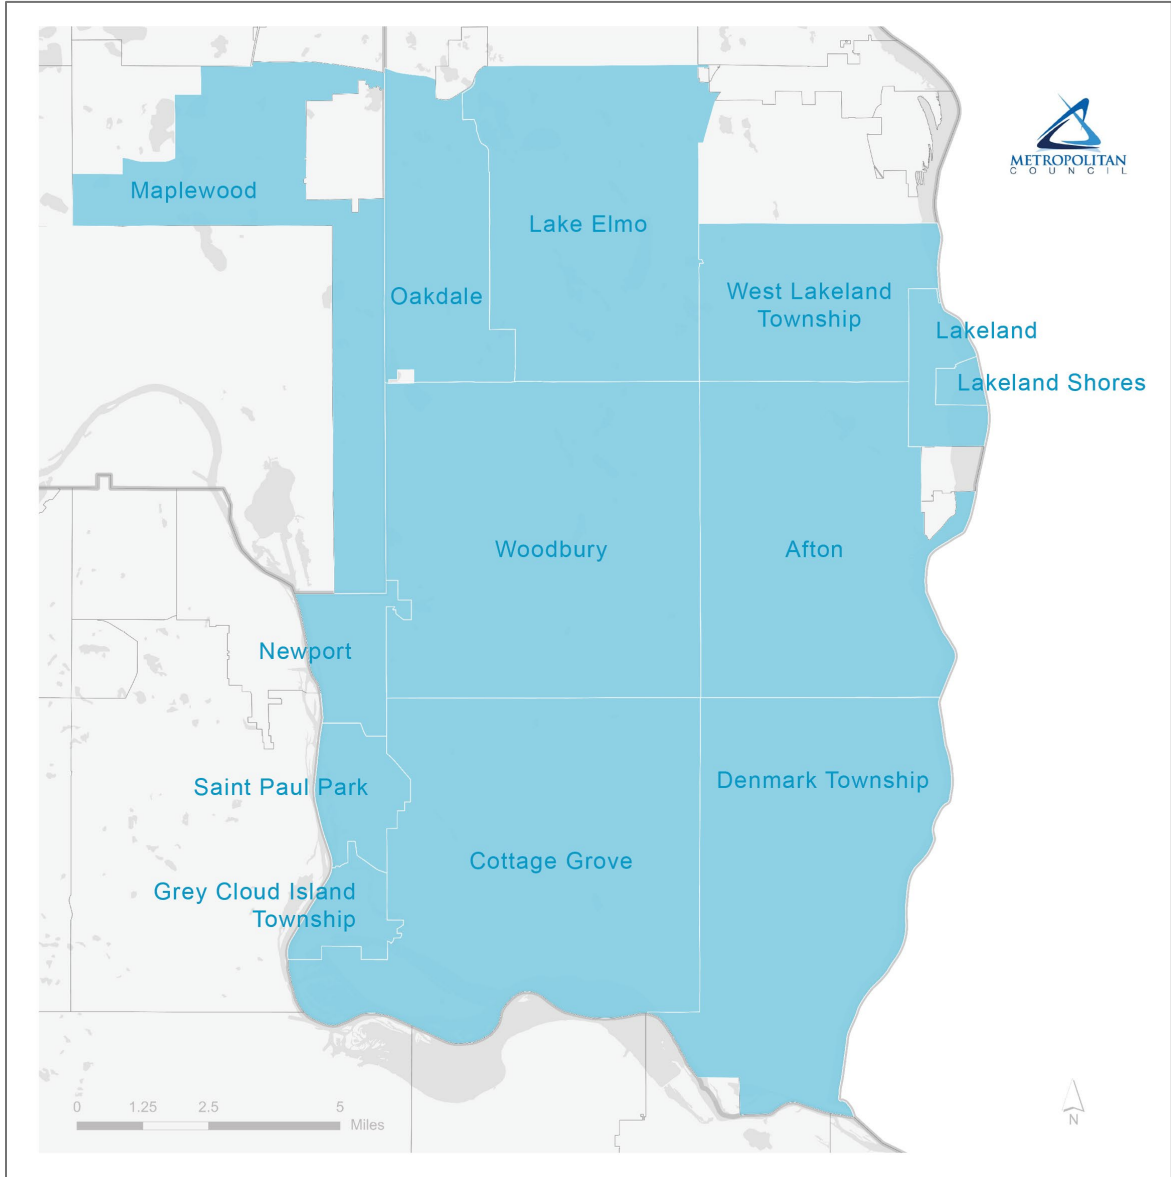 METROPOLITAN
COUNCIL
Maplewood
Lake Elmo
Oakdale
West Lakeland
Township
Lakeland
Lakeland Shores
Woodbury
Afton
Newport
Saint Paul Park
Denmark Township
Cottage Grove
Grey Cloud Island
Township
0 1.25 2.5 5
Miles
N